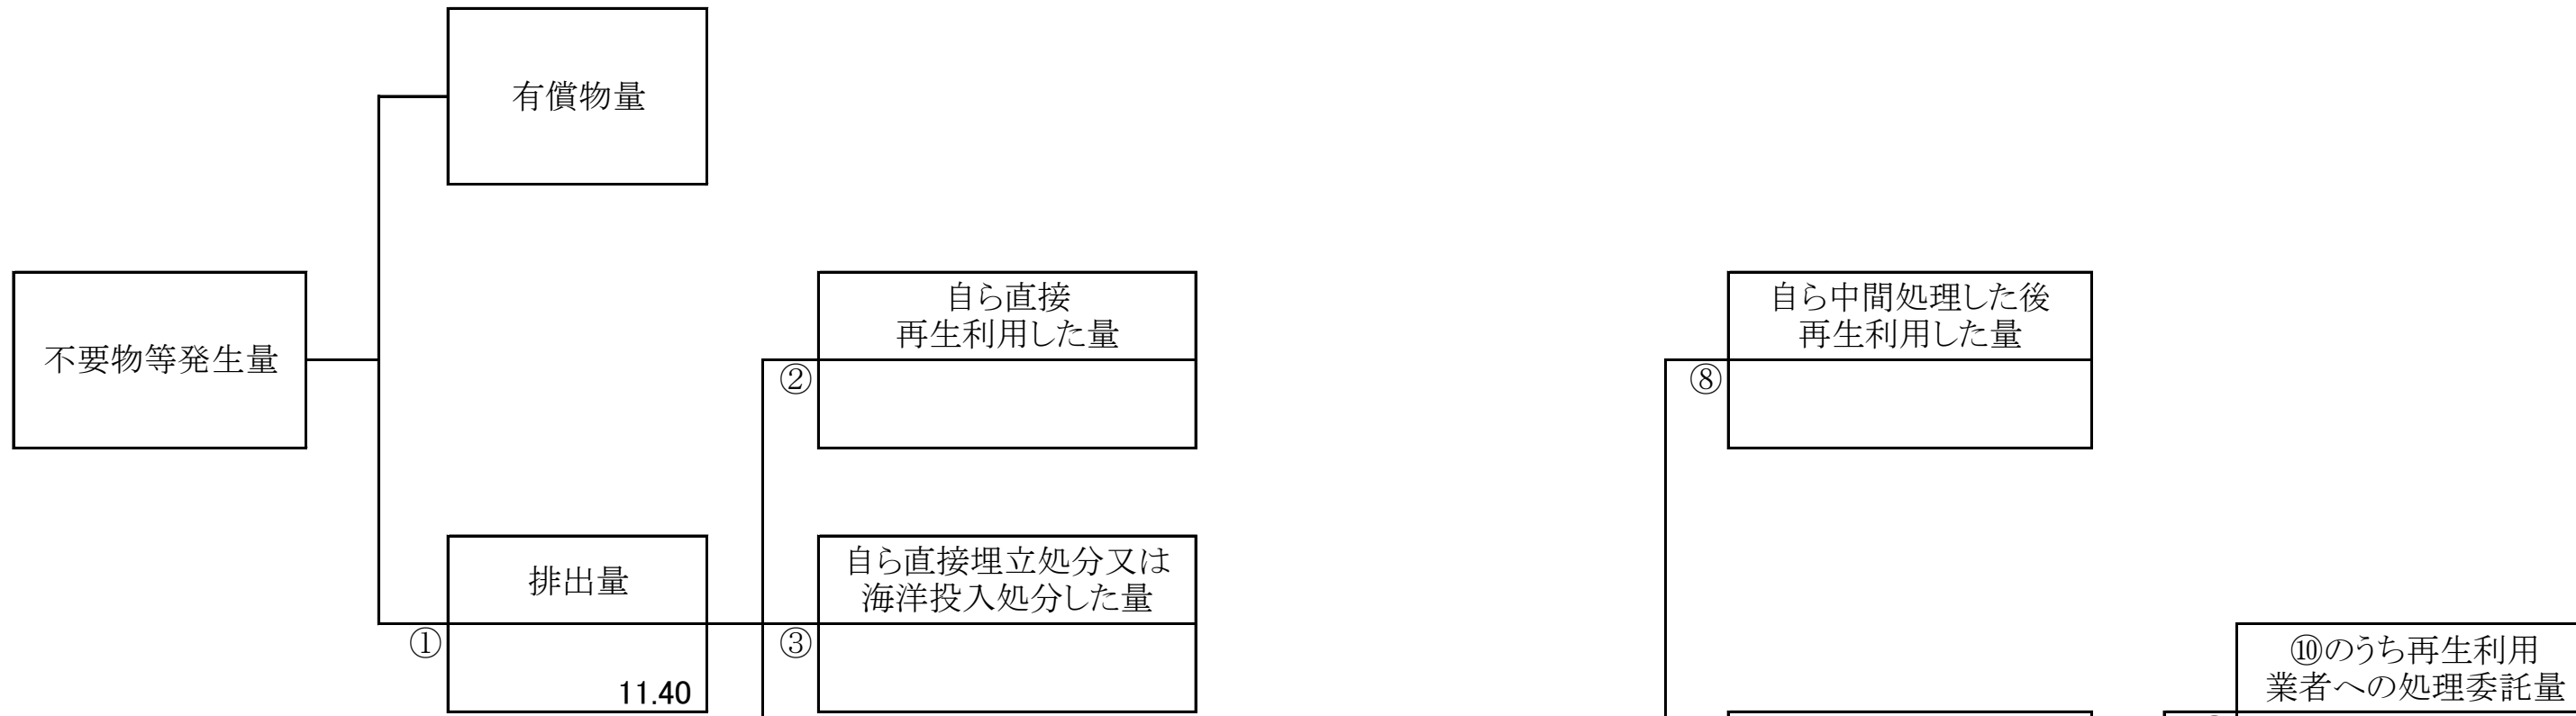 有償物量
不要物等発生量
自ら直接
再生利用した量
②
自ら中間処理した後
再生利用した量
⑧
排出量
①
11.40
自ら直接埋立処分又は
海洋投入処分した量
③
⑩のうち再生利用
業者への処理委託量